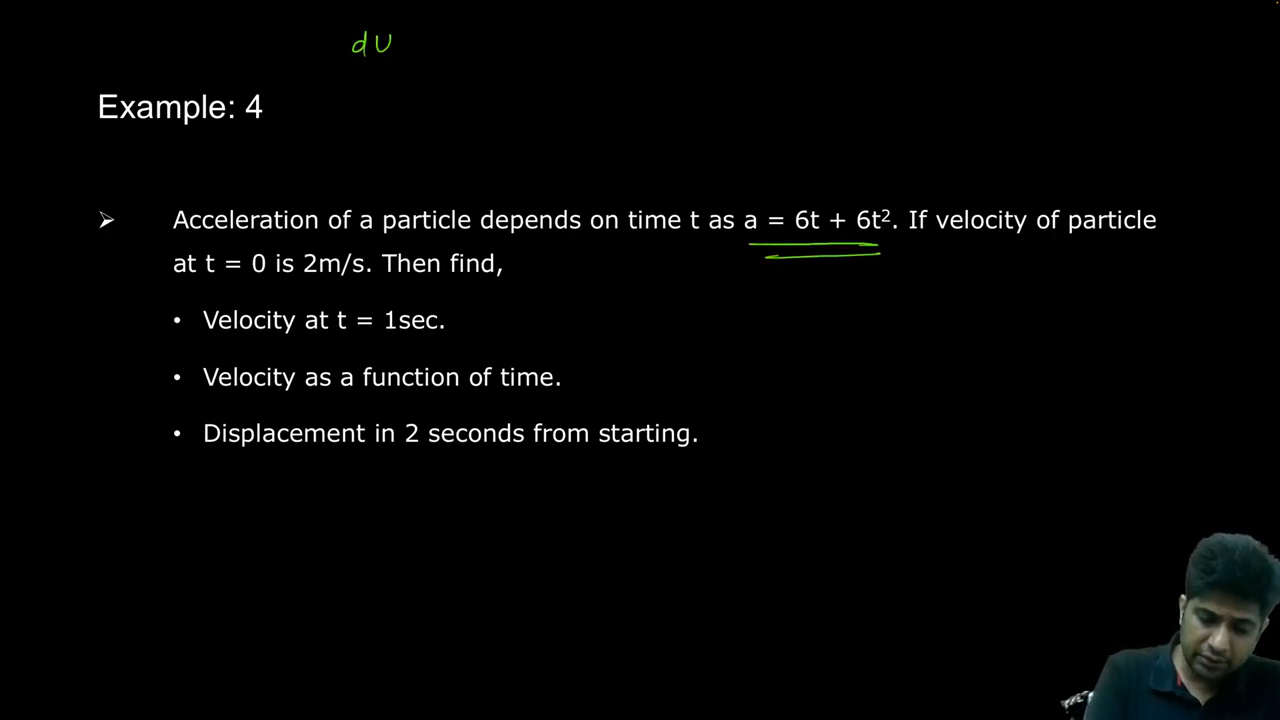 dU
Example: 4
➢ Acceleration of a particle depends on time t as a = 6t + 6t². If velocity of particle
at t = 0 is 2m/s. Then find,
• Velocity at t = 1sec.
• Velocity as a function of time.
• Displacement in 2 seconds from starting.